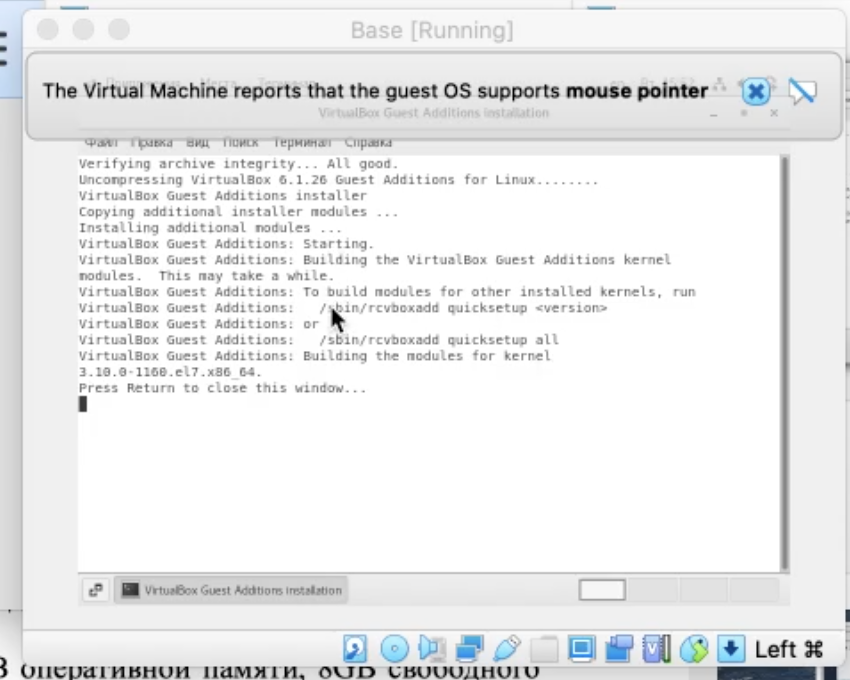 Base [Running]
The Virtual Machine reports that the guest OS supports mouse pointer
VirtualBox Guest Additions installation
Файл Правка Вид Поиск Терминал Справка
Verifying archive integrity... All good.
Uncompressing VirtualBox 6.1.26 Guest Additions for Linux........
VirtualBox Guest Additions installer
Copying additional installer modules ...
Installing additional modules ...
VirtualBox Guest Additions: Starting.
VirtualBox Guest Additions: Building the VirtualBox Guest Additions kernel
modules.  This may take a while.
VirtualBox Guest Additions: To build modules for other installed kernels, run
VirtualBox Guest Additions:   /sbin/rcvboxadd quicksetup <version>
VirtualBox Guest Additions: or
VirtualBox Guest Additions:   /sbin/rcvboxadd quicksetup all
VirtualBox Guest Additions: Building the modules for kernel
3.10.0-1160.el7.x86_64.
Press Return to close this window...
VirtualBox Guest Additions installation
Left ⌘
оперативной памяти, 8GB свободного